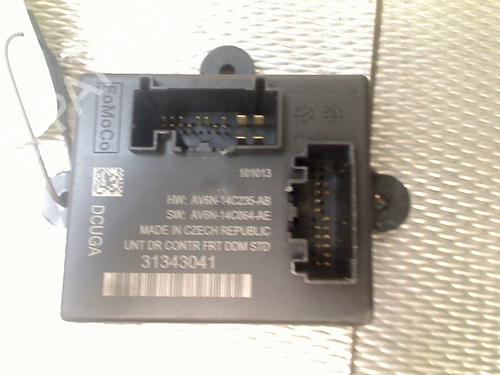 FoMoCo
101013
HW: AV6N-14C235-AB
SW: AV6N-14C064-AE
MADE IN CZECH REPUBLIC
UNT DR CONTR FRT DDM STD
31343041
DCUGA